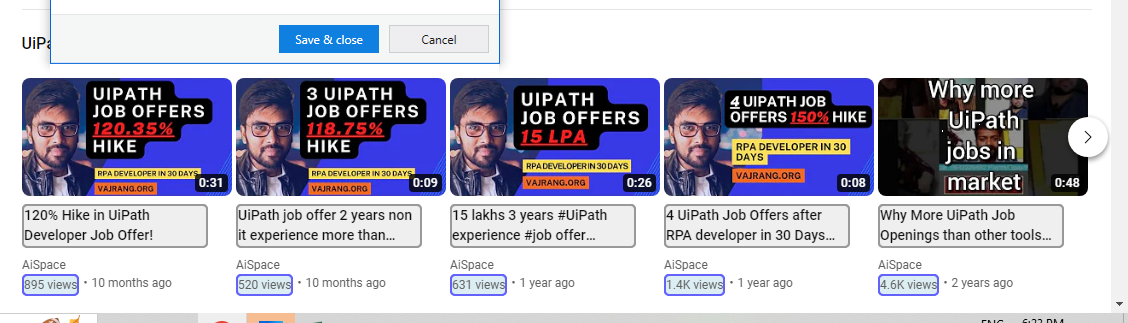 Save & close
Cancel
UiPa
UIPATH
JOB OFFERS
120.35%
HIKE
RPA DEVELOPER IN 30 DAYS
VAJRANG.ORG
0:31
3 UIPATH
JOB OFFERS
118.75%
HIKE
RPA DEVELOPER IN 30 DAYS
VAJRANG.ORG
0:09
UIPATH
JOB OFFERS
15 LPA
RPA DEVELOPER IN 30 DAYS
VAJRANG.ORG
0:26
4 UIPATH JOB
OFFERS 150% HIKE
RPA DEVELOPER IN 30
DAYS
VAJRANG.ORG
0:08
Why more
UiPath
jobs in
market
0:48
120% Hike in UiPath
Developer Job Offer!
UiPath job offer 2 years non
it experience more than...
15 lakhs 3 years #UiPath
experience #job offer...
4 UiPath Job Offers after
RPA developer in 30 Days...
Why More UiPath Job
Openings than other tools...
AiSpace
895 views • 10 months ago
AiSpace
520 views • 10 months ago
AiSpace
631 views • 1 year ago
AiSpace
1.4K views • 1 year ago
AiSpace
4.6K views • 2 years ago
ENG
6:22 PM